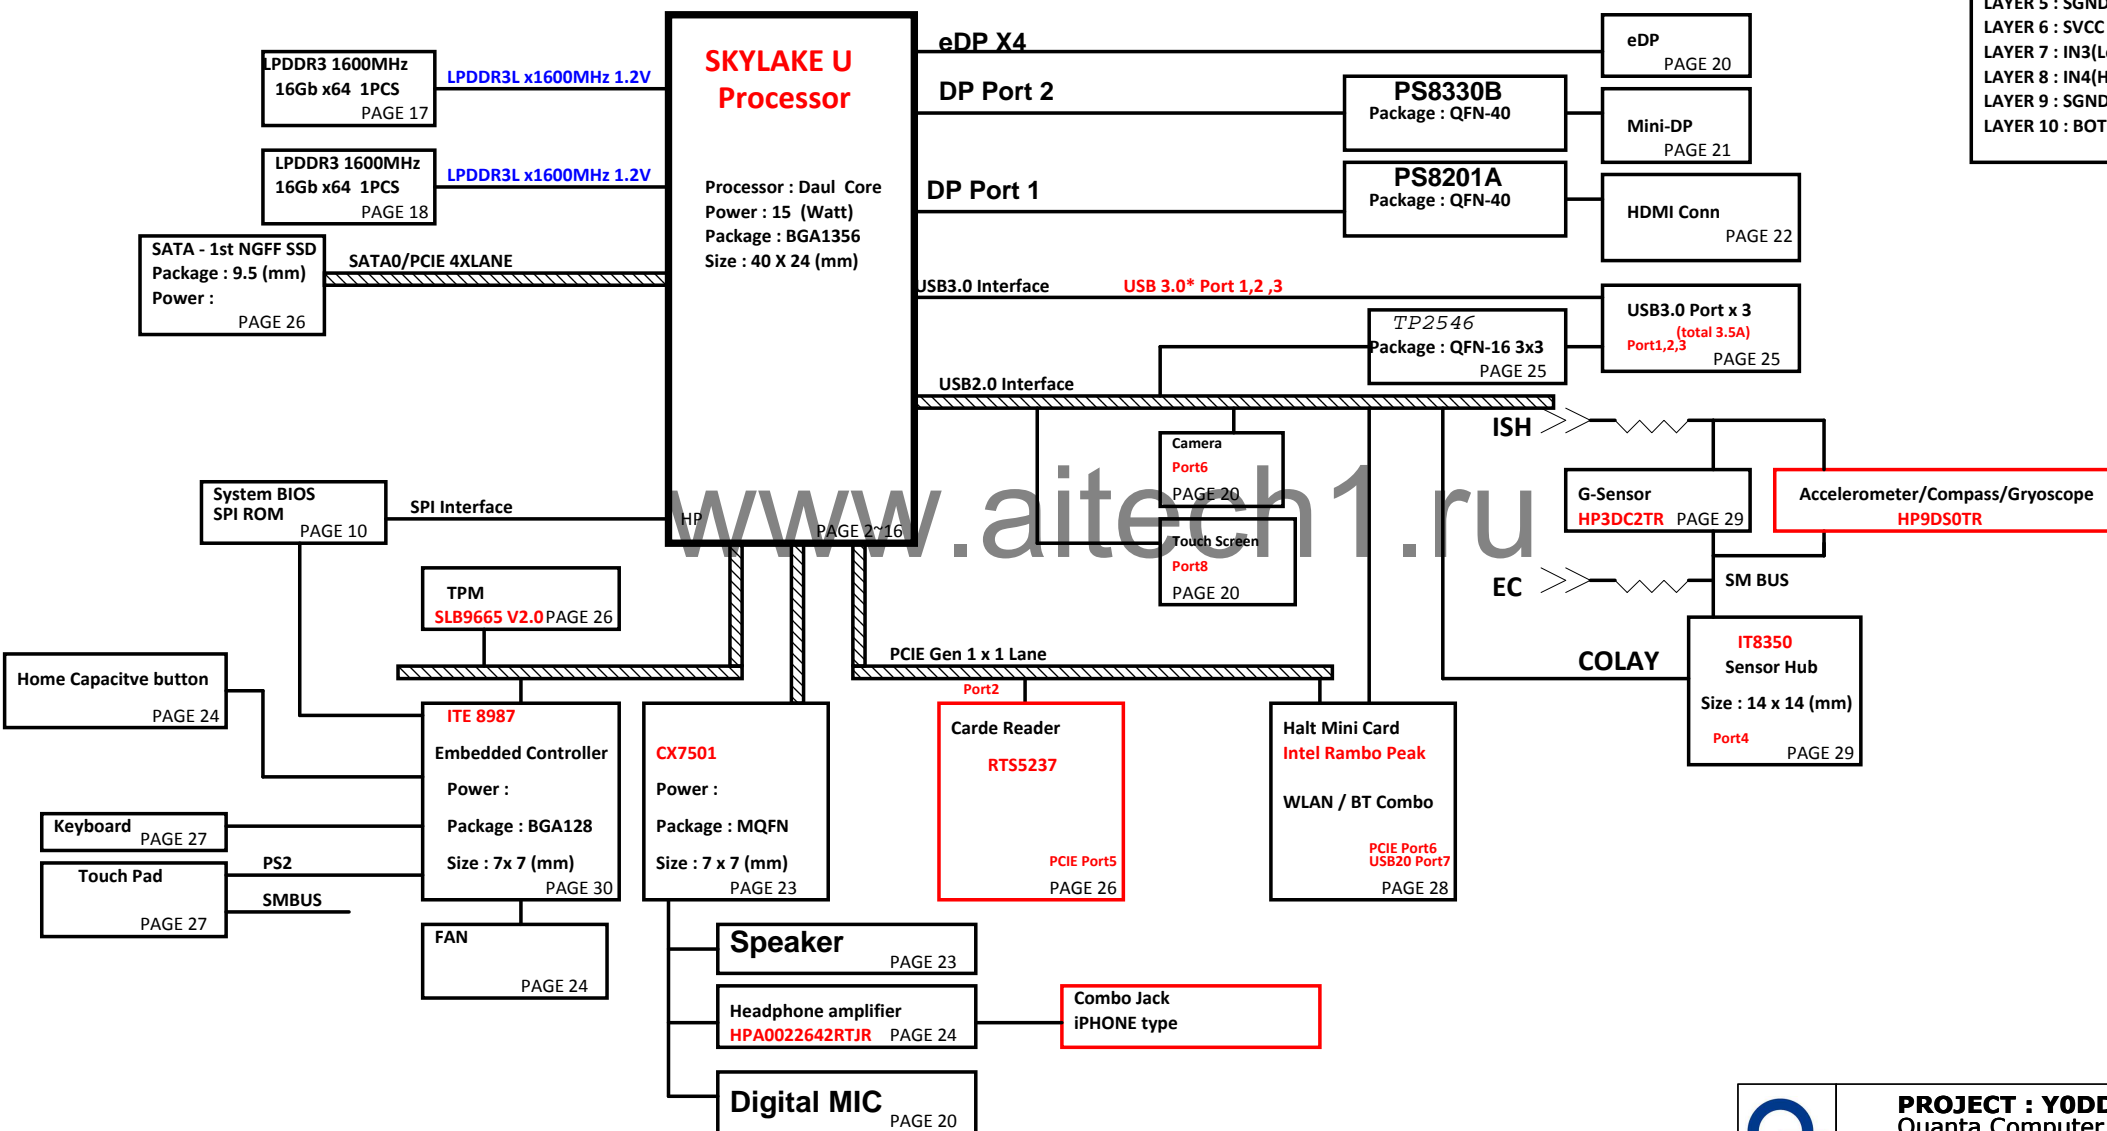 LAYER 5 : SGND
LAYER 6 : SVCC
LAYER 7 : IN3(L
LAYER 8 : IN4(H
LAYER 9 : SGND
LAYER 10 : BOT
LPDDR3 1600MHz
16Gb x64 1PCS
PAGE 17
LPDDR3L x1600MHz 1.2V
LPDDR3 1600MHz
16Gb x64 1PCS
PAGE 18
LPDDR3L x1600MHz 1.2V
SATA - 1st NGFF SSD
Package : 9.5 (mm)
Power :
PAGE 26
SATA0/PCIE 4XLANE
SKYLAKE U
Processor
Processor : Daul Core
Power : 15 (Watt)
Package : BGA1356
Size : 40 X 24 (mm)
HP
PAGE 2~16
eDP X4
eDP
PAGE 20
DP Port 2
PS8330B
Package : QFN-40
Mini-DP
PAGE 21
DP Port 1
PS8201A
Package : QFN-40
HDMI Conn
PAGE 22
USB3.0 Interface
USB 3.0* Port 1,2 ,3
USB3.0 Port x 3
(total 3.5A)
Port1,2,3
PAGE 25
TP2546
Package : QFN-16 3x3
PAGE 25
USB2.0 Interface
Camera
Port6
PAGE 20
Touch Screen
Port8
PAGE 20
www.aitech1.ru
ISH
G-Sensor
HP3DC2TR PAGE 29
Accelerometer/Compass/Gryoscope
HP9DS0TR
EC
SM BUS
COLAY
IT8350
Sensor Hub
Size : 14 x 14 (mm)
Port4
PAGE 29
System BIOS
SPI ROM
PAGE 10
SPI Interface
TPM
SLB9665 V2.0 PAGE 26
Home Capacitve button
PAGE 24
ITE 8987
Embedded Controller
Power :
Package : BGA128
Size : 7x 7 (mm)
PAGE 30
Keyboard
PAGE 27
Touch Pad
PAGE 27
PS2
SMBUS
FAN
PAGE 24
CX7501
Power :
Package : MQFN
Size : 7 x 7 (mm)
PAGE 23
PCIE Gen 1 x 1 Lane
Port2
Carde Reader
RTS5237
PCIE Port5
PAGE 26
Halt Mini Card
Intel Rambo Peak
WLAN / BT Combo
PCIE Port6
USB20 Port7
PAGE 28
Speaker
PAGE 23
Headphone amplifier
HPA0022642RTJR PAGE 24
Combo Jack
iPHONE type
Digital MIC
PAGE 20
PROJECT : Y0DD
Quanta Computer